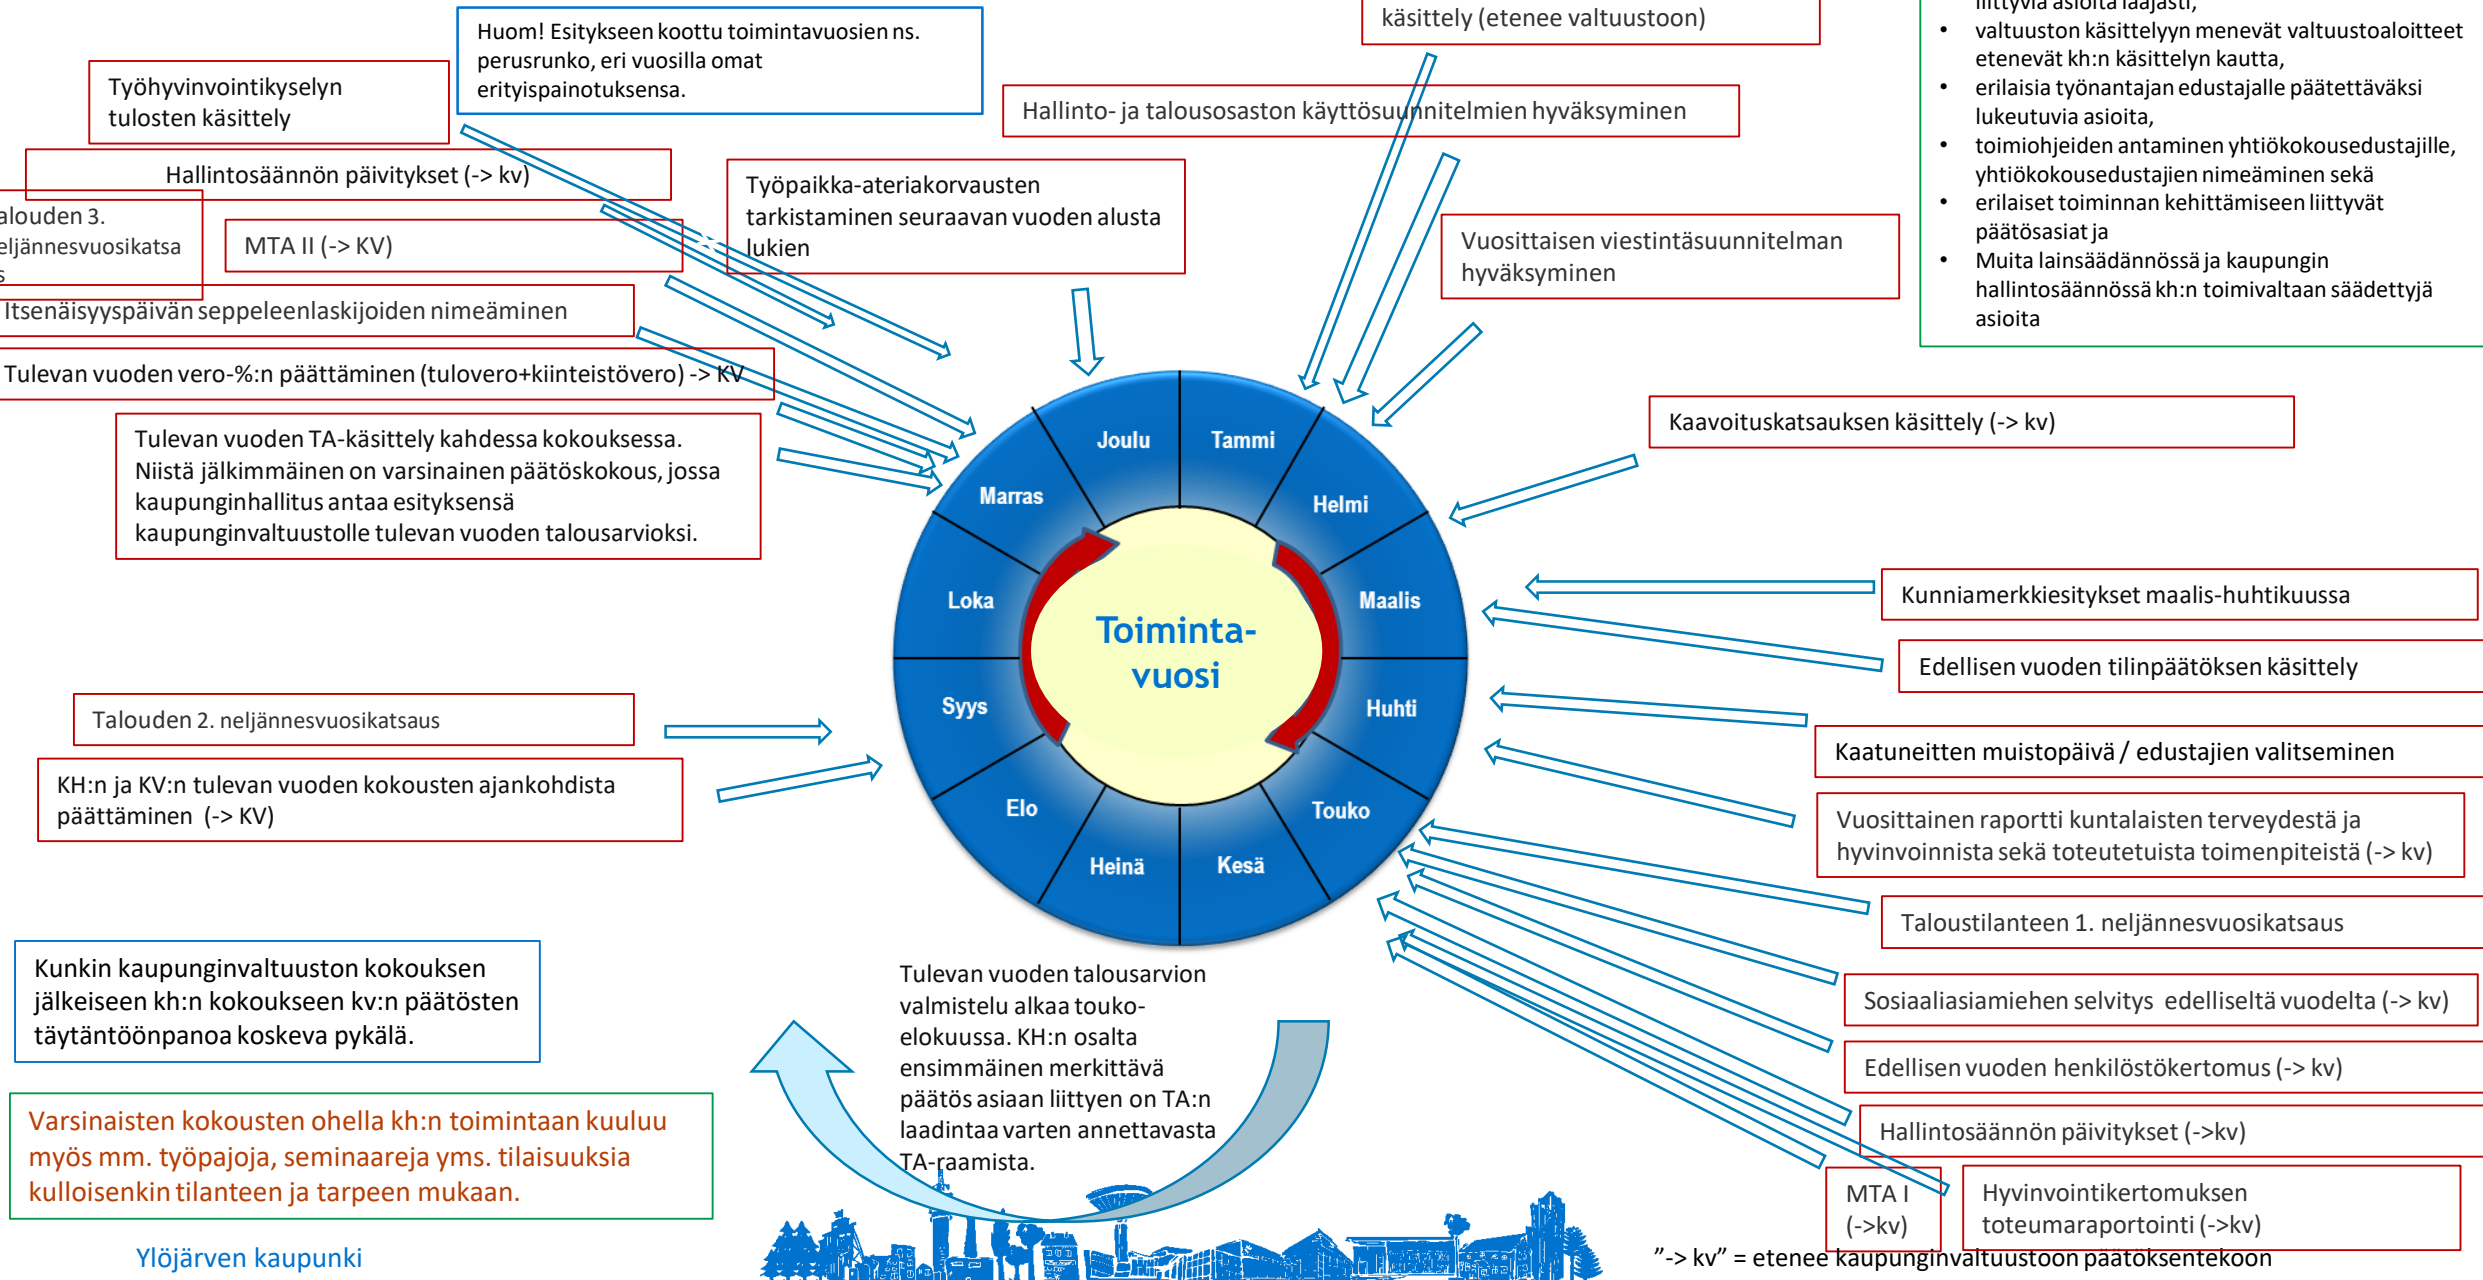 käsittely (etenee valtuustoon)
liittyviä asioita laajasti,
• valtuuston käsittelyyn menevät valtuustoaloitteet
etenevät kh:n käsittelyn kautta,
• erilaisia työnantajan edustajalle päätettäväksi
lukeutuvia asioita,
• toimiohjeiden antaminen yhtiökokousedustajille,
yhtiökokousedustajien nimeäminen sekä
• erilaiset toiminnan kehittämiseen liittyvät
päätösasiat ja
• Muita lainsäädännössä ja kaupungin
hallintosäännössä kh:n toimivaltaan säädettyjä
asioita
Huom! Esitykseen koottu toimintavuosien ns.
perusrunko, eri vuosilla omat
erityispainotuksensa.
Työhyvinvointikyselyn
tulosten käsittely
Hallinto- ja talousosaston käyttösuunnitelmien hyväksyminen
Hallintosäännön päivitykset (-> kv)
Työpaikka-ateriakorvausten
tarkistaminen seuraavan vuoden alusta
lukien
alouden 3.
eljännesvuosikatsa
s
MTA II (-> KV)
Vuosittaisen viestintäsuunnitelman
hyväksyminen
Itsenäisyyspäivän seppeleenlaskijoiden nimeäminen
Tulevan vuoden vero-%:n päättäminen (tulovero+kiinteistövero) -> KV
Tulevan vuoden TA-käsittely kahdessa kokouksessa.
Niistä jälkimmäinen on varsinainen päätöskokous, jossa
kaupunginhallitus antaa esityksensä
kaupunginvaltuustolle tulevan vuoden talousarvioksi.
Kaavoituskatsauksen käsittely (-> kv)
Joulu
Tammi
Marras
Helmi
Loka
Maalis
Syys
Huhti
Elo
Touko
Heinä
Kesä
Toiminta-
vuosi
Kunniamerkkiesitykset maalis-huhtikuussa
Edellisen vuoden tilinpäätöksen käsittely
Kaatuneitten muistopäivä / edustajien valitseminen
Vuosittainen raportti kuntalaisten terveydestä ja
hyvinvoinnista sekä toteutetuista toimenpiteistä (-> kv)
Taloustilanteen 1. neljännesvuosikatsaus
Sosiaaliasiamiehen selvitys edelliseltä vuodelta (-> kv)
Edellisen vuoden henkilöstökertomus (-> kv)
Hallintosäännön päivitykset (->kv)
MTA I
(->kv)
Hyvinvointikertomuksen
toteumaraportointi (->kv)
Talouden 2. neljännesvuosikatsaus
KH:n ja KV:n tulevan vuoden kokousten ajankohdista
päättäminen (-> KV)
Kunkin kaupunginvaltuuston kokouksen
jälkeiseen kh:n kokoukseen kv:n päätösten
täytäntöönpanoa koskeva pykälä.
Tulevan vuoden talousarvion
valmistelu alkaa touko-
elokuussa. KH:n osalta
ensimmäinen merkittävä
päätös asiaan liittyen on TA:n
laadintaa varten annettavasta
TA-raamista.
Varsinaisten kokousten ohella kh:n toimintaan kuuluu
myös mm. työpajoja, seminaareja yms. tilaisuuksia
kulloisenkin tilanteen ja tarpeen mukaan.
Ylöjärven kaupunki
”-> kv” = etenee kaupunginvaltuustoon päätöksentekoon